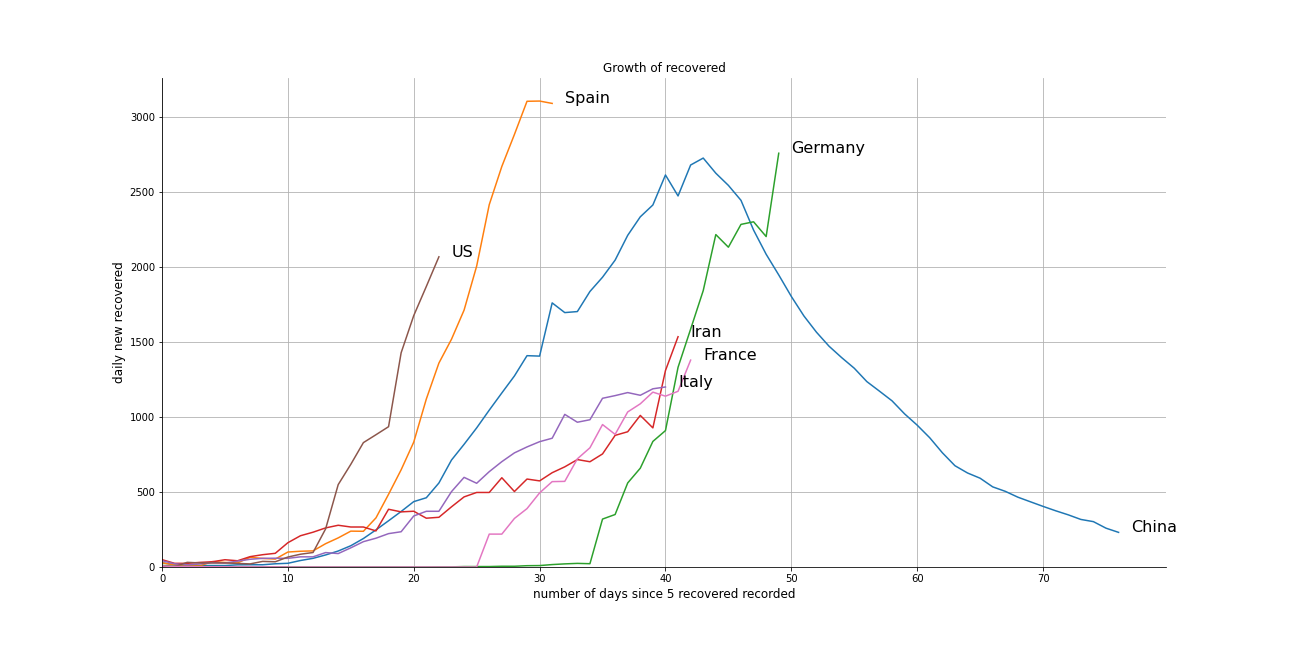 Growth of recovered
daily new recovered
3000
2500
2000
1500
1000
500
0
Spain
Germany
US
Iran
France
Italy
China
0 10 20 30 40 50 60 70
number of days since 5 recovered recorded